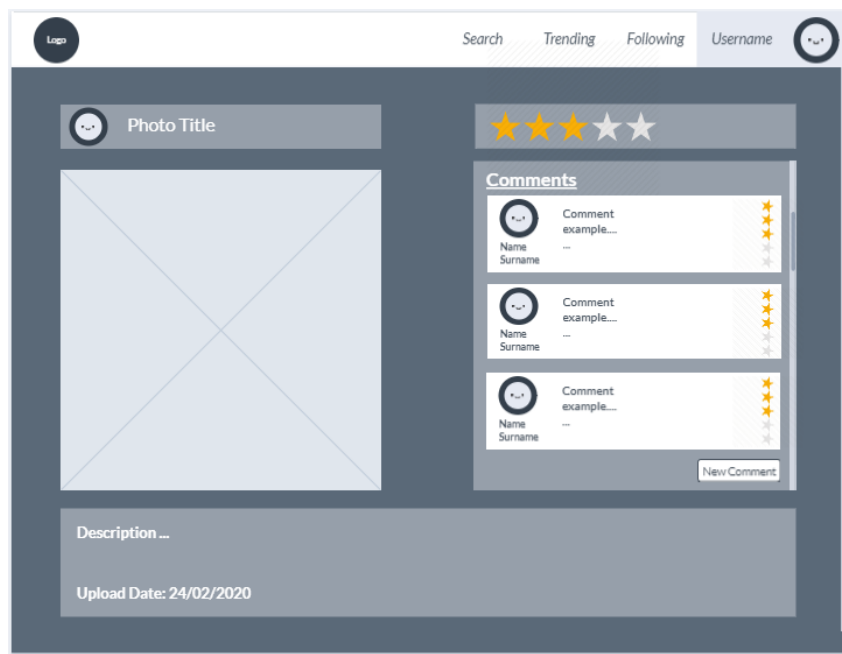 Logo
Search Trending Following Username
Photo Title
Comments
Comment
example....
...
Name
Surname
Comment
example....
...
Name
Surname
Comment
example....
...
Name
Surname
New Comment
Description ...
Upload Date: 24/02/2020